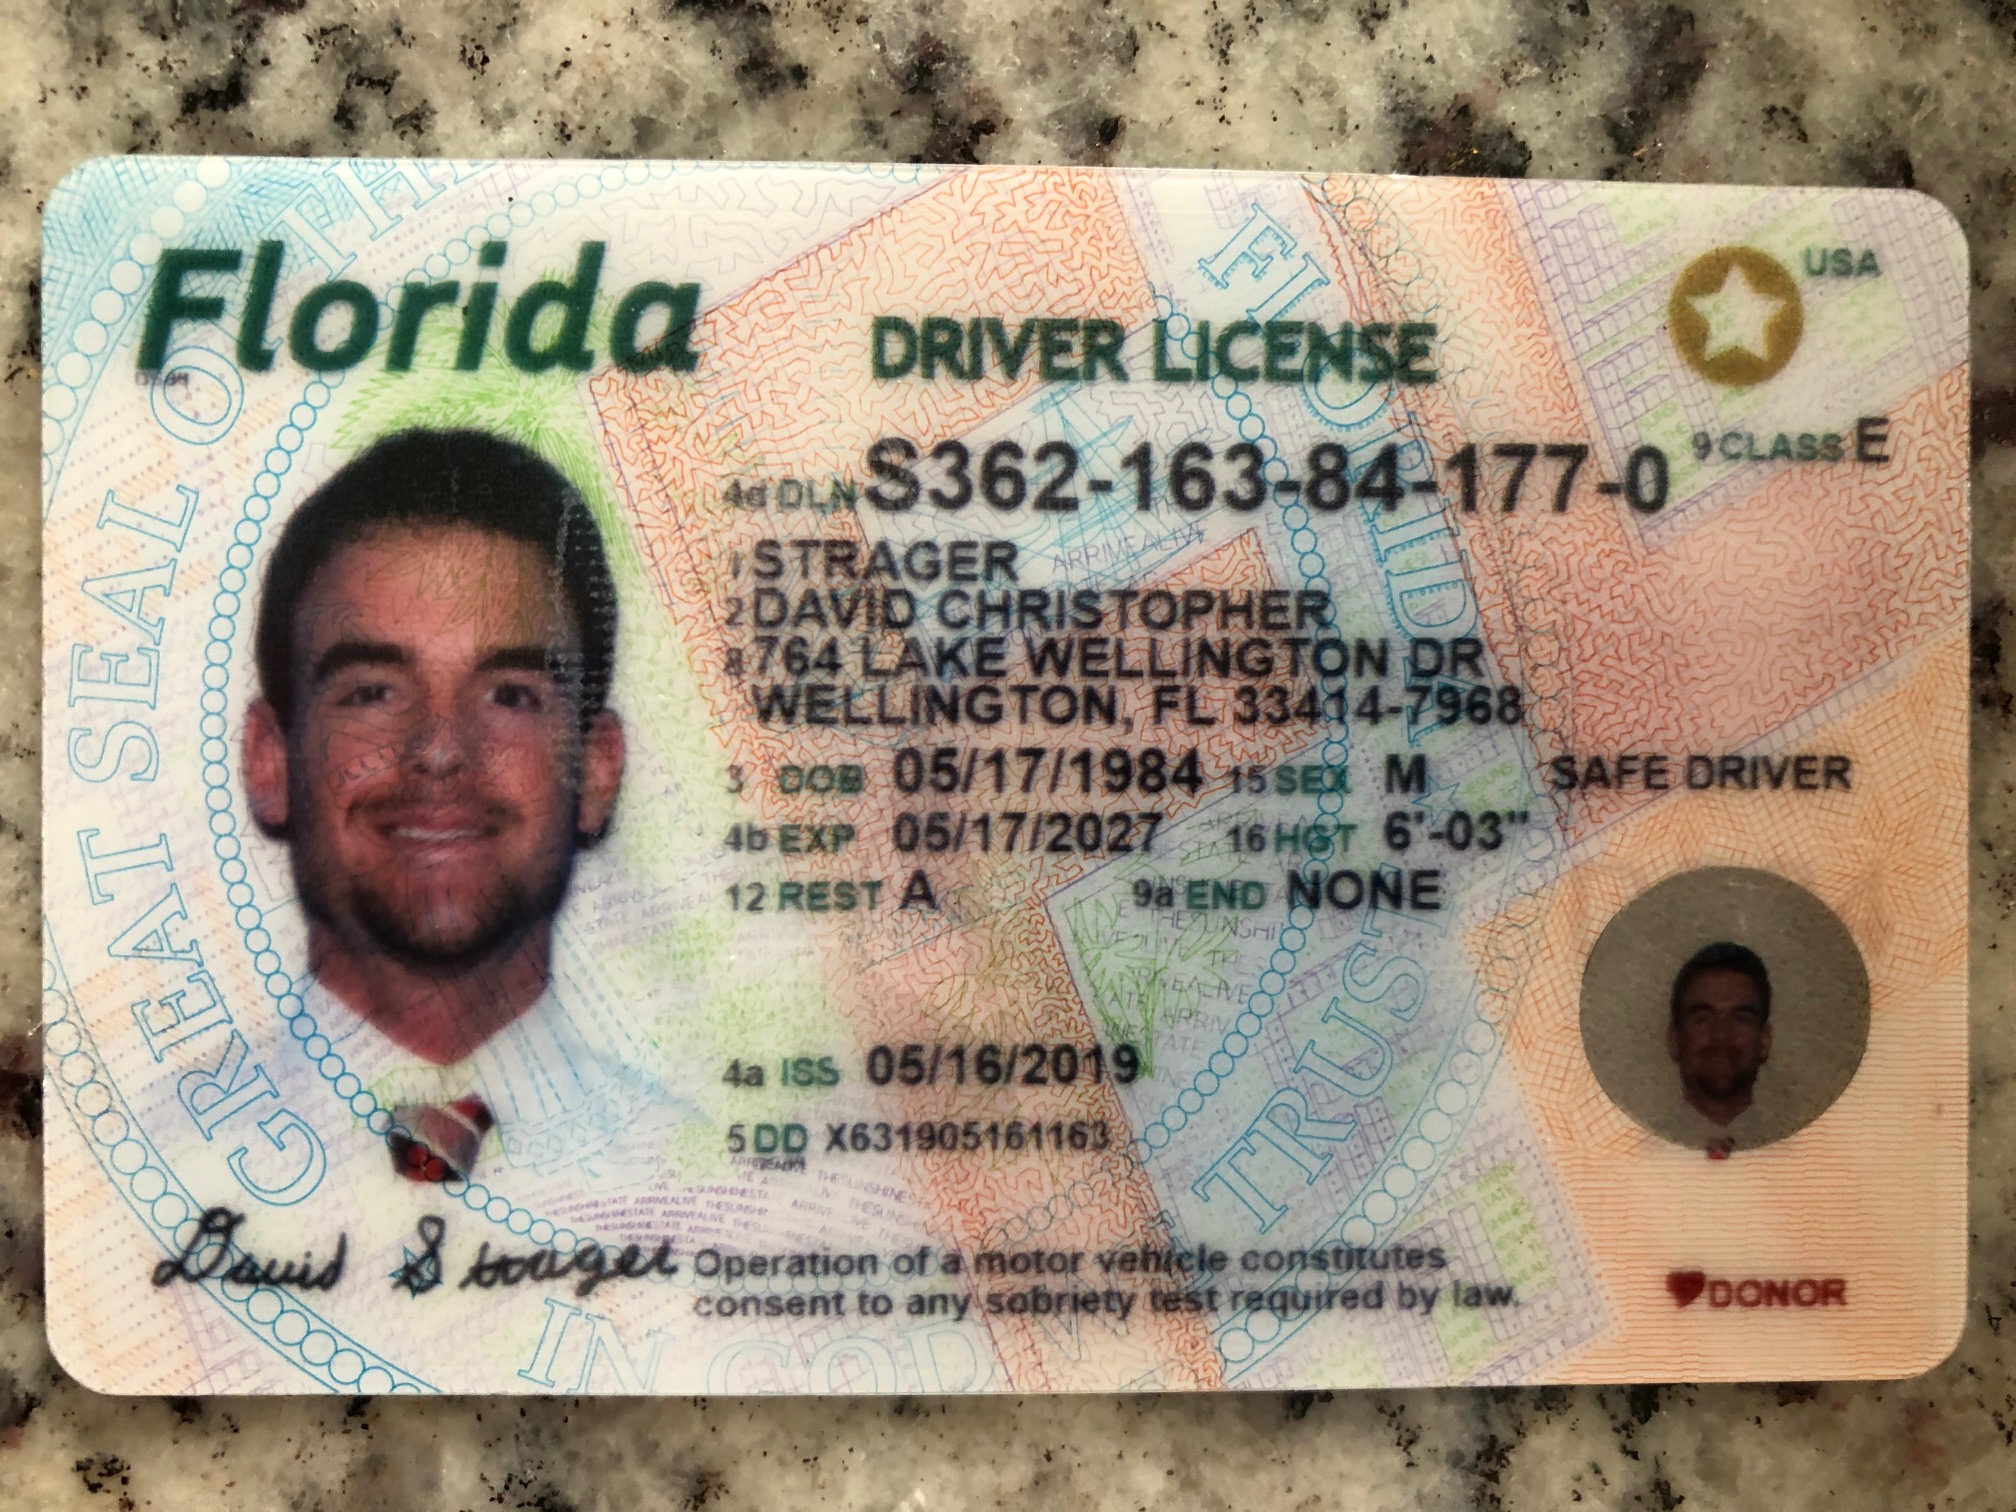 Florida
DRIVER LICENSE
USA
4d DLN S362-163-84-177-0
9 CLASS E
1 STRAGER
2 DAVID CHRISTOPHER
8 764 LAKE WELLINGTON DR
WELLINGTON, FL 33414-7968
3 DOB 05/17/1984 15 SEX M
SAFE DRIVER
4b EXP 05/17/2027 16 HGT 6'-03"
12 REST A 9a END NONE
4a ISS 05/16/2019
5 DD X631905161163
Operation of a motor vehicle constitutes
consent to any sobriety test required by law.
DONOR
David Strager
GREAT SEAL OF THE
FLORIDA
IN GOD
TRUST